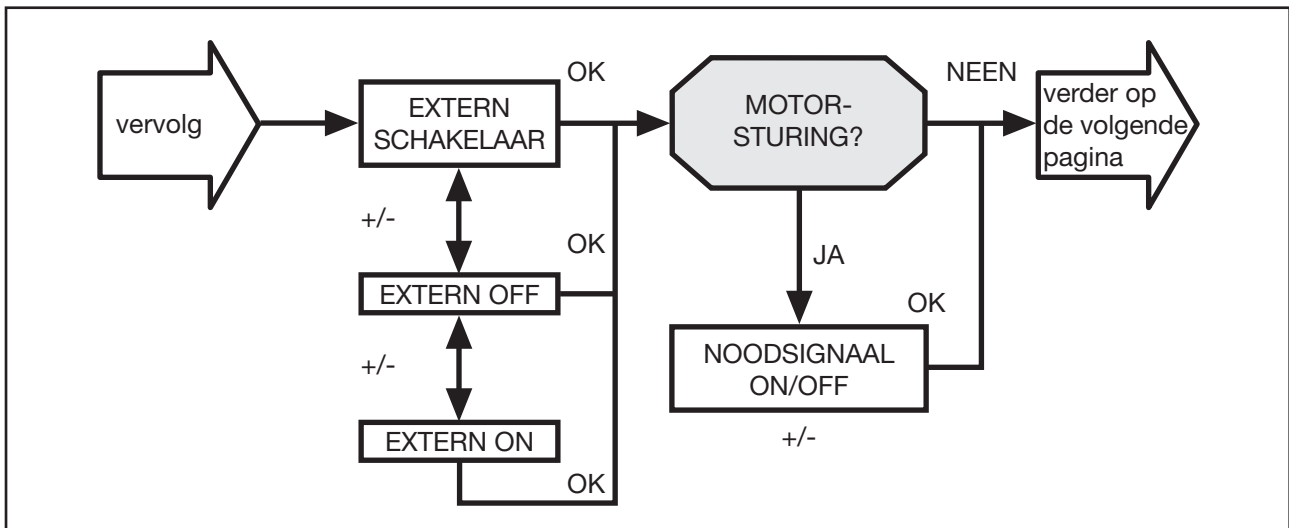 vervolg
EXTERN
SCHAKELAAR
OK
+/-
OK
EXTERN OFF
+/-
EXTERN ON
OK
MOTOR-
STURING?
NEEN
JA
OK
NOODSIGNAAL
ON/OFF
+/-
verder op
de volgende
pagina